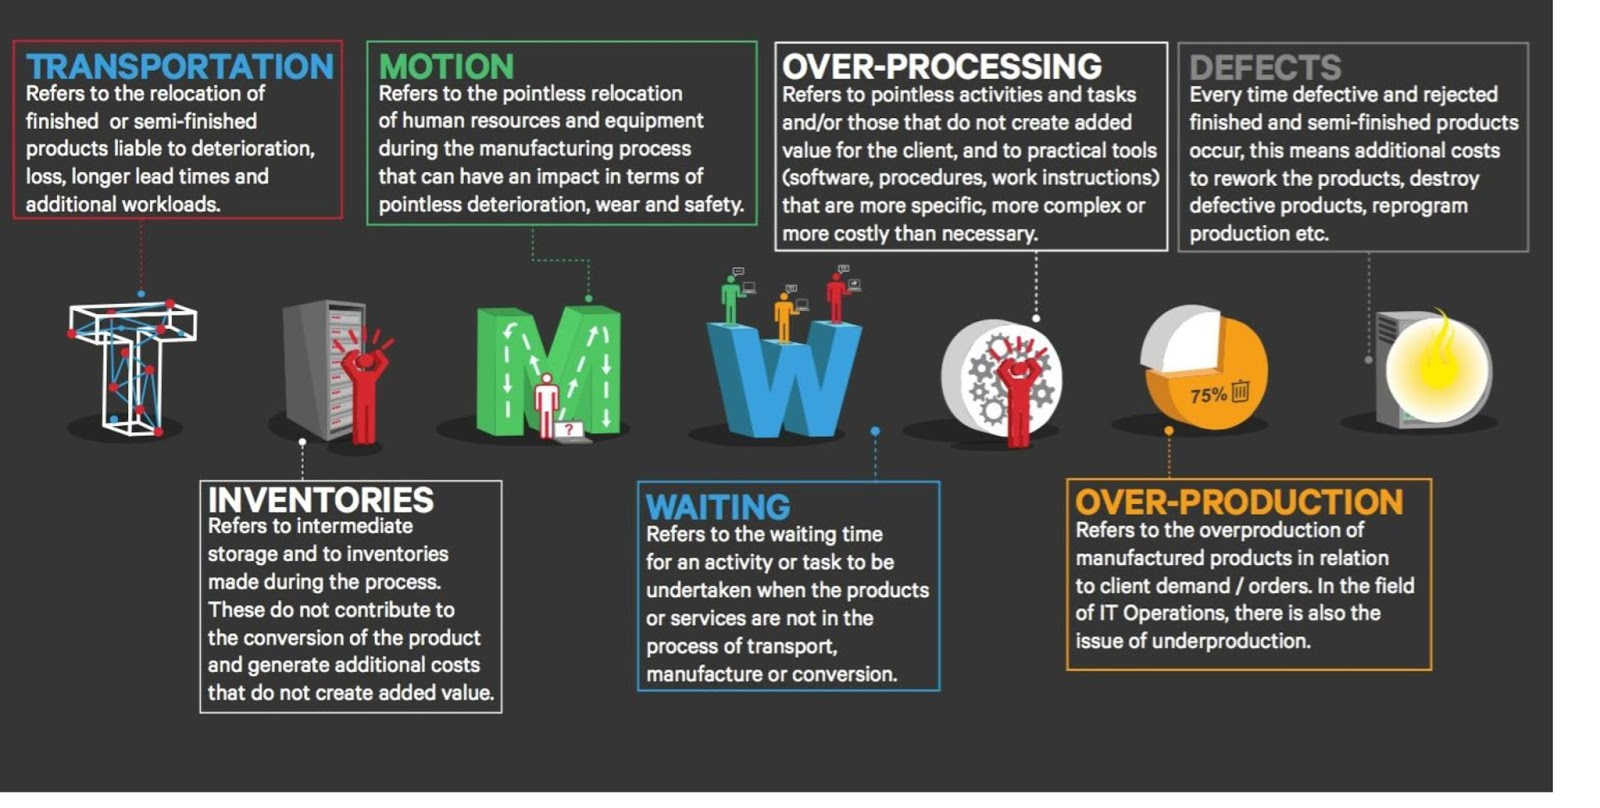 TRANSPORTATION
Refers to the relocation of
finished or semi-finished
products liable to deterioration,
loss, longer lead times and
additional workloads.
MOTION
Refers to the pointless relocation
of human resources and equipment
during the manufacturing process
that can have an impact in terms of
pointless deterioration, wear and safety.
OVER-PROCESSING
Refers to pointless activities and tasks
and/or those that do not create added
value for the client, and to practical tools
(software, procedures, work instructions)
that are more specific, more complex or
more costly than necessary.
DEFECTS
Every time defective and rejected
finished and semi-finished products
occur, this means additional costs
to rework the products, destroy
defective products, reprogram
production etc.
T
M
?
W
75%
INVENTORIES
Refers to intermediate
storage and to inventories
made during the process.
These do not contribute to
the conversion of the product
and generate additional costs
that do not create added value.
WAITING
Refers to the waiting time
for an activity or task to be
undertaken when the products
or services are not in the
process of transport,
manufacture or conversion.
OVER-PRODUCTION
Refers to the overproduction of
manufactured products in relation
to client demand / orders. In the field
of IT Operations, there is also the
issue of underproduction.